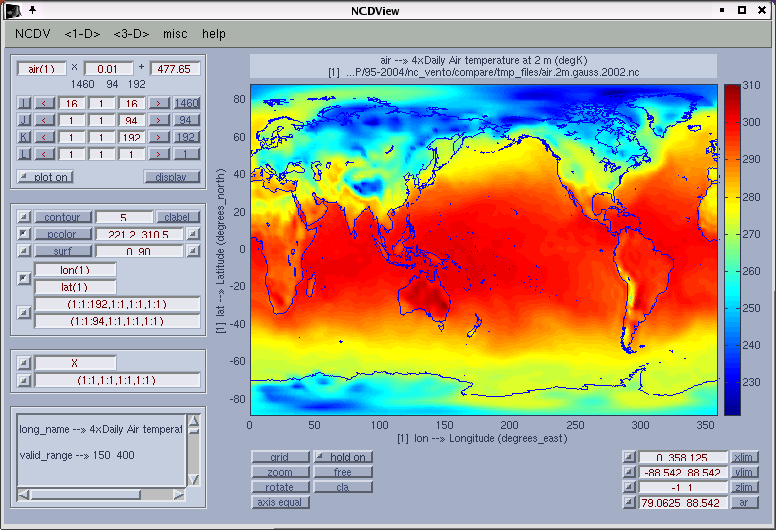 NCDView
NCDV <1-D> <3-D> misc help
air(1) x 0.01 + 477.65
1460 94 192
I < 16 1 16 > 1460
J < 1 1 94 > 94
K < 1 1 192 > 192
L < 1 1 1 > 1
plot on display
contour 5 clabel
pcolor 221.2 310.5
surf 0 90
lon(1)
lat(1)
(1:1:192,1:1,1:1,1:1)
(1:1:94,1:1,1:1,1:1)
X
(1:1,1:1,1:1,1:1)
long_name --> 4xDaily Air temperat
valid_range --> 150 400
air --> 4xDaily Air temperature at 2 m (degK)
[1] ...P/95-2004/nc_vento/compare/tmp_files/air.2m.gauss.2002.nc
[1] lat --> Latitude (degrees_north)
80
60
40
20
0
-20
-40
-60
-80
0 50 100 150 200 250 300 350
[1] lon --> Longitude (degrees_east)
310
300
290
280
270
260
250
240
230
grid hold on
zoom free
rotate cla
axis equal
0 358.125 xlim
-88.542 88.542 ylim
-1 1 zlim
79.0625 88.542 ar